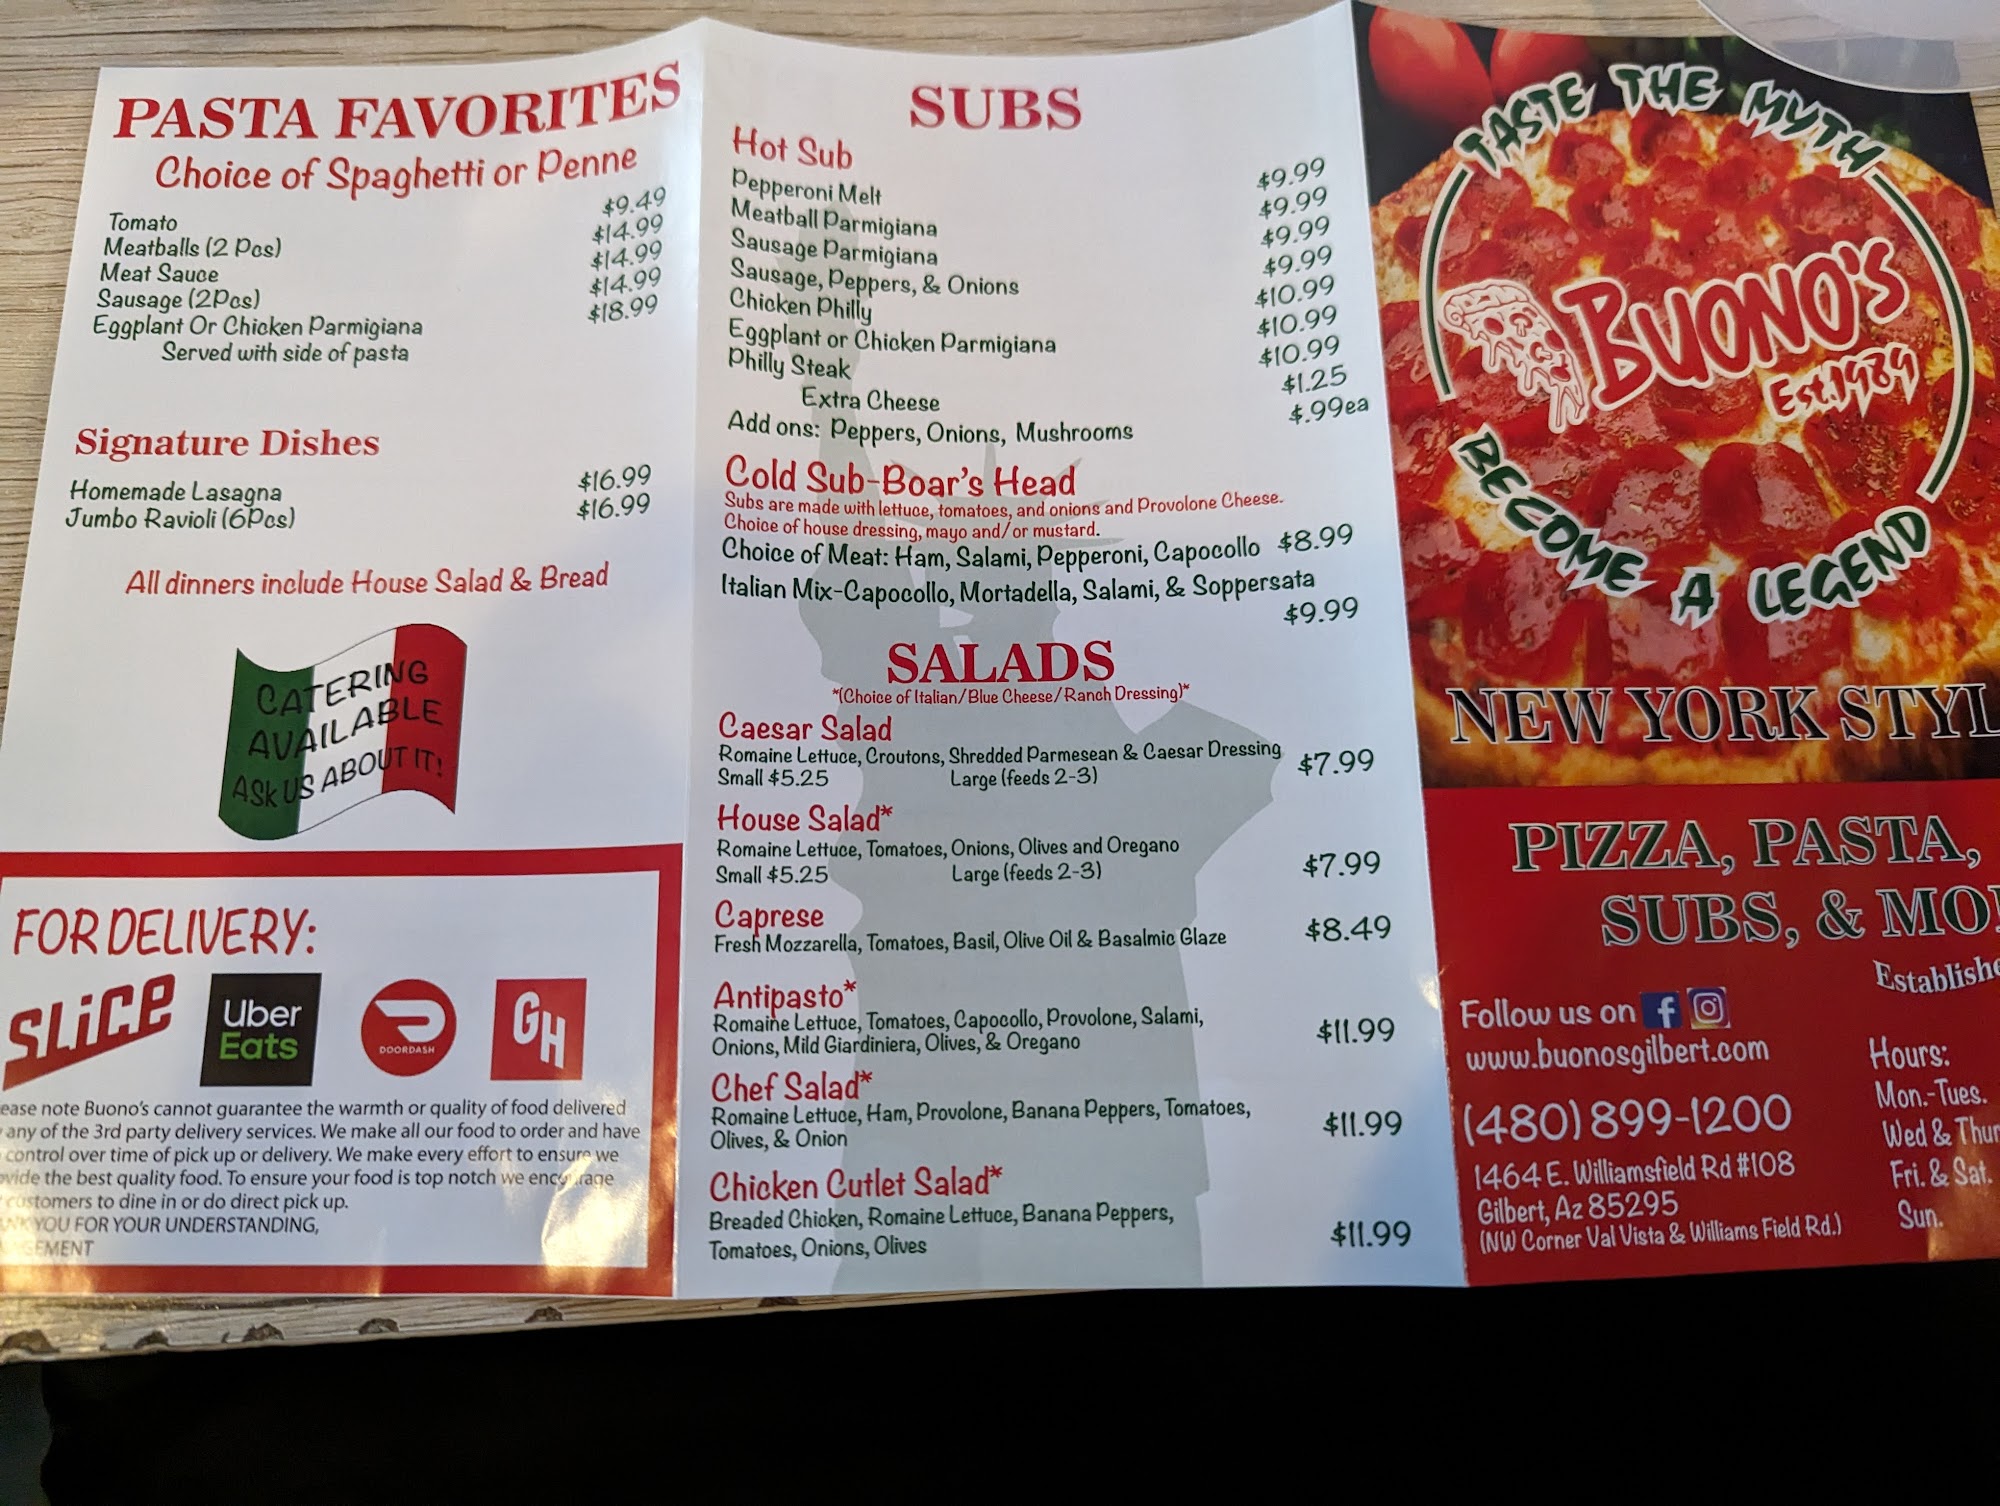 PASTA FAVORITES
Choice of Spaghetti or Penne
Tomato $9.49
Meatballs (2 Pcs) $14.99
Meat Sauce $14.99
Sausage (2Pcs) $14.99
Eggplant Or Chicken Parmigiana $18.99
Served with side of pasta
Signature Dishes
Homemade Lasagna $16.99
Jumbo Ravioli (6Pcs) $16.99
All dinners include House Salad & Bread
CATERING
AVAILABLE
ASK US ABOUT IT!
FOR DELIVERY:
SLiCe
Uber
Eats
DOORDASH
GH
ease note Buono's cannot guarantee the warmth or quality of food delivered
any of the 3rd party delivery services. We make all our food to order and have
control over time of pick up or delivery. We make every effort to ensure we
vide the best quality food. To ensure your food is top notch we encourage
customers to dine in or do direct pick up.
YOU FOR YOUR UNDERSTANDING,
GEMENT
SUBS
Hot Sub
Pepperoni Melt $9.99
Meatball Parmigiana $9.99
Sausage Parmigiana $9.99
Sausage, Peppers, & Onions $9.99
Chicken Philly $10.99
Eggplant or Chicken Parmigiana $10.99
Philly Steak $10.99
Extra Cheese $1.25
Add ons: Peppers, Onions, Mushrooms $.99ea
Cold Sub-Boar's Head
Subs are made with lettuce, tomatoes, and onions and Provolone Cheese.
Choice of house dressing, mayo and/or mustard.
Choice of Meat: Ham, Salami, Pepperoni, Capocollo $8.99
Italian Mix-Capocollo, Mortadella, Salami, & Soppersata
$9.99
SALADS
*(Choice of Italian/Blue Cheese/Ranch Dressing)*
Caesar Salad
Romaine Lettuce, Croutons, Shredded Parmesean & Caesar Dressing
Small $5.25 Large (feeds 2-3) $7.99
House Salad*
Romaine Lettuce, Tomatoes, Onions, Olives and Oregano
Small $5.25 Large (feeds 2-3) $7.99
Caprese
Fresh Mozzarella, Tomatoes, Basil, Olive Oil & Basalmic Glaze $8.49
Antipasto*
Romaine Lettuce, Tomatoes, Capocollo, Provolone, Salami,
Onions, Mild Giardiniera, Olives, & Oregano $11.99
Chef Salad*
Romaine Lettuce, Ham, Provolone, Banana Peppers, Tomatoes,
Olives, & Onion $11.99
Chicken Cutlet Salad*
Breaded Chicken, Romaine Lettuce, Banana Peppers,
Tomatoes, Onions, Olives $11.99
TASTE THE MYTH
BUONO'S
Est.1989
BECOME A LEGEND
NEW YORK STYL
PIZZA, PASTA,
SUBS, & MO
Establishe
Follow us on
www.buonosgilbert.com
(480) 899-1200
1464 E. Williamsfield Rd #108
Gilbert, Az 85295
(NW Corner Val Vista & Williams Field Rd.)
Hours:
Mon.-Tues.
Wed & Thur
Fri. & Sat.
Sun.